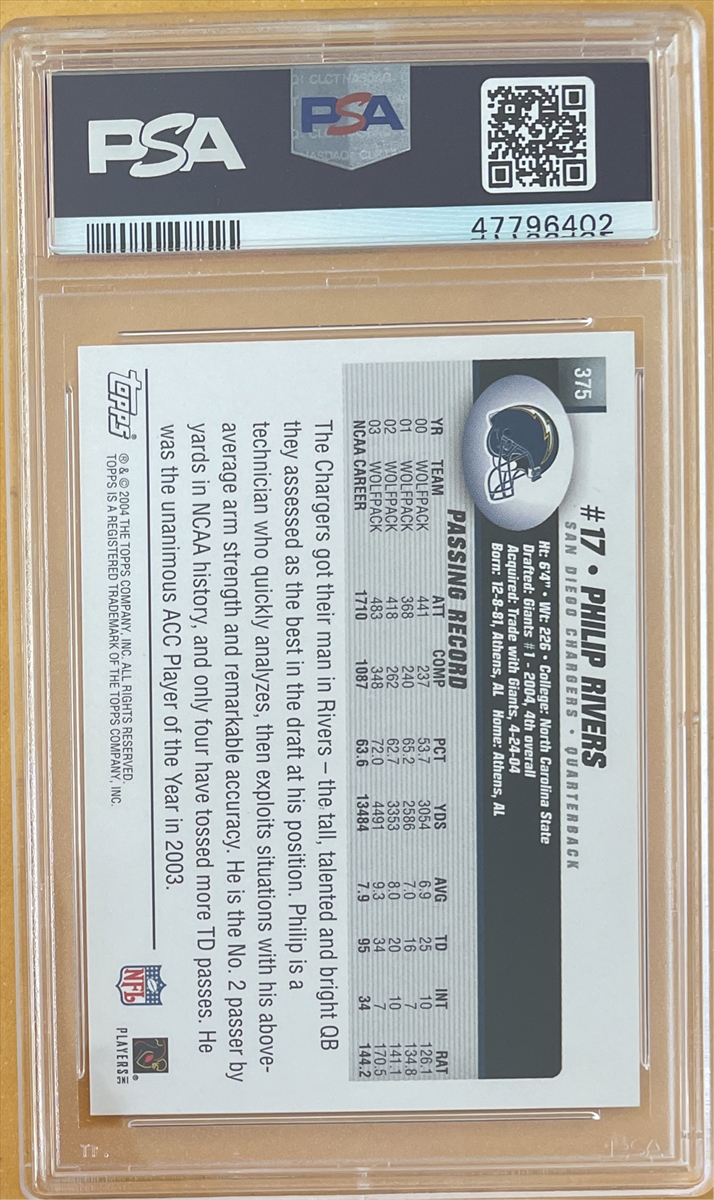 PSA
PSA
47796402
375
#17 • PHILIP RIVERS
SAN DIEGO CHARGERS • QUARTERBACK
Ht: 6'4" • Wt: 226 • College: North Carolina State
Drafted: Giants #1 - 2004, 4th overall
Acquired: Trade with Giants, 4-24-04
Born: 12-8-81, Athens, AL Home: Athens, AL
PASSING RECORD
YR TEAM ATT COMP PCT YDS AVG TD INT RAT
00 WOLFPACK 441 237 53.7 3054 6.9 25 10 126.1
01 WOLFPACK 368 240 65.2 2586 7.0 16 7 134.8
02 WOLFPACK 418 262 62.7 3353 8.0 20 10 141.1
03 WOLFPACK 483 348 72.0 4491 9.3 34 7 170.5
NCAA CAREER 1710 1087 63.6 13484 7.9 95 34 144.2
The Chargers got their man in Rivers – the tall, talented and bright QB
they assessed as the best in the draft at his position. Philip is a
technician who quickly analyzes, then exploits situations with his above-
average arm strength and remarkable accuracy. He is the No. 2 passer by
yards in NCAA history, and only four have tossed more TD passes. He
was the unanimous ACC Player of the Year in 2003.
topps®
® & © 2004 THE TOPPS COMPANY, INC. ALL RIGHTS RESERVED.
TOPPS IS A REGISTERED TRADEMARK OF THE TOPPS COMPANY, INC.
NFL
PLAYERS INC